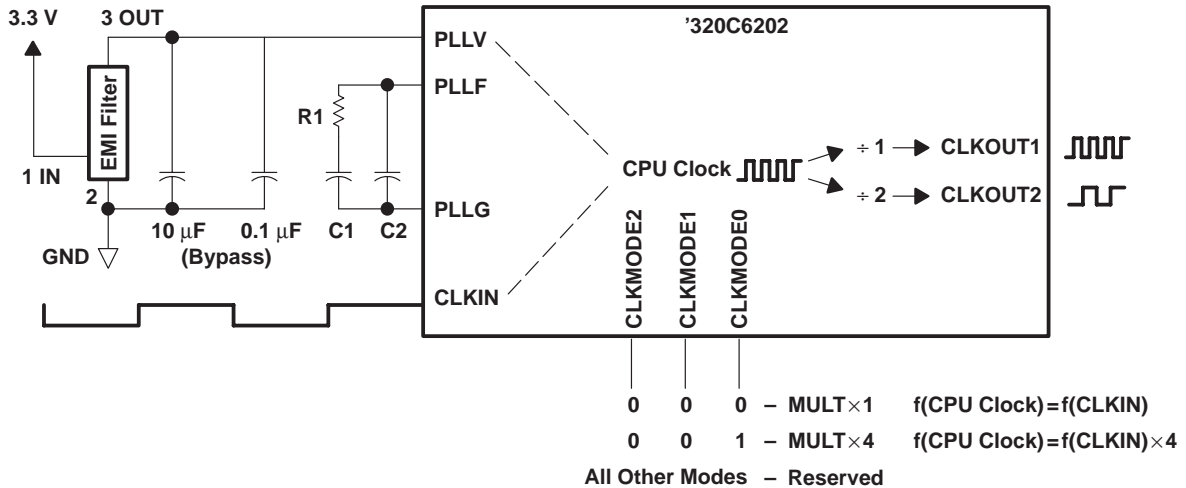 3.3 V
3 OUT
EMI Filter
1 IN
2
GND
10 μF
0.1 μF
(Bypass)
R1
C1
C2
'320C6202
PLLV
PLLF
PLLG
CLKIN
CPU Clock
÷ 1
CLKOUT1
÷ 2
CLKOUT2
CLKMODE2
CLKMODE1
CLKMODE0
0 0 0 – MULT×1 f(CPU Clock)=f(CLKIN)
0 0 1 – MULT×4 f(CPU Clock)=f(CLKIN)×4
All Other Modes – Reserved